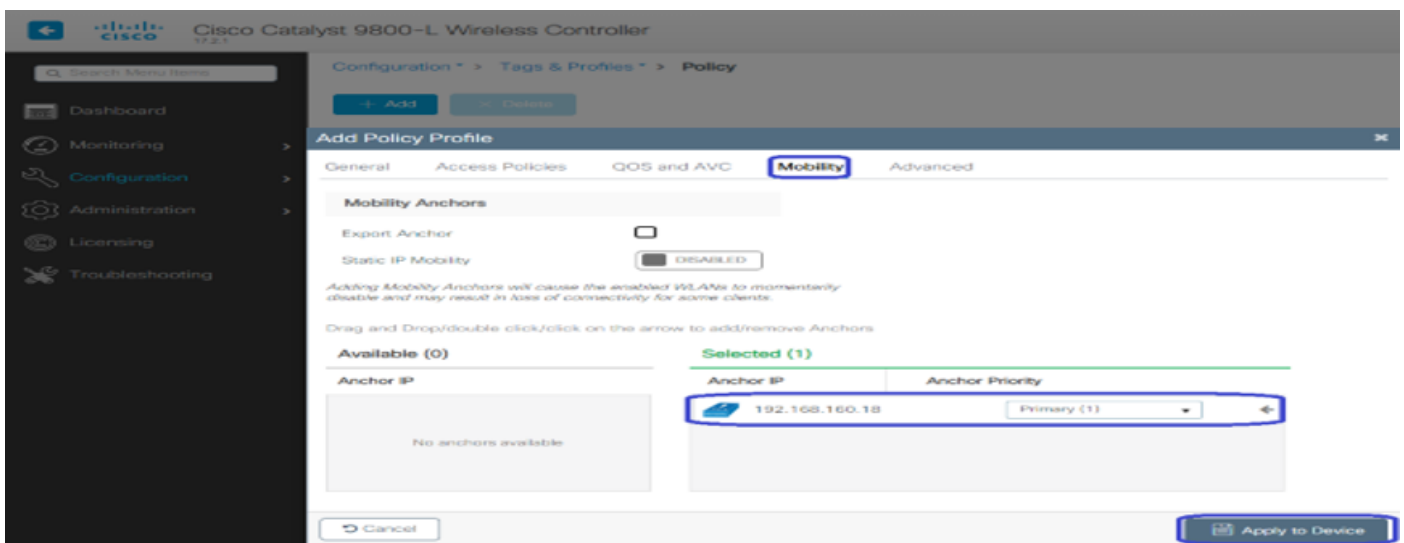 CISCO
Cisco Catalyst 9800-L Wireless Controller
17.2.1
Search Menu Items
Dashboard
Monitoring
Configuration
Administration
Licensing
Troubleshooting
Configuration > Tags & Profiles > Policy
+ Add
× Delete
Add Policy Profile
General Access Policies QOS and AVC Mobility Advanced
Mobility Anchors
Export Anchor
Static IP Mobility DISABLED
Adding Mobility Anchors will cause the enabled WLANs to momentarily
disable and may result in loss of connectivity for some clients.
Drag and Drop/double click/click on the arrow to add/remove Anchors
Available (0)
Anchor IP
No anchors available
Selected (1)
Anchor IP Anchor Priority
192.168.160.18 Primary (1)
Cancel
Apply to Device